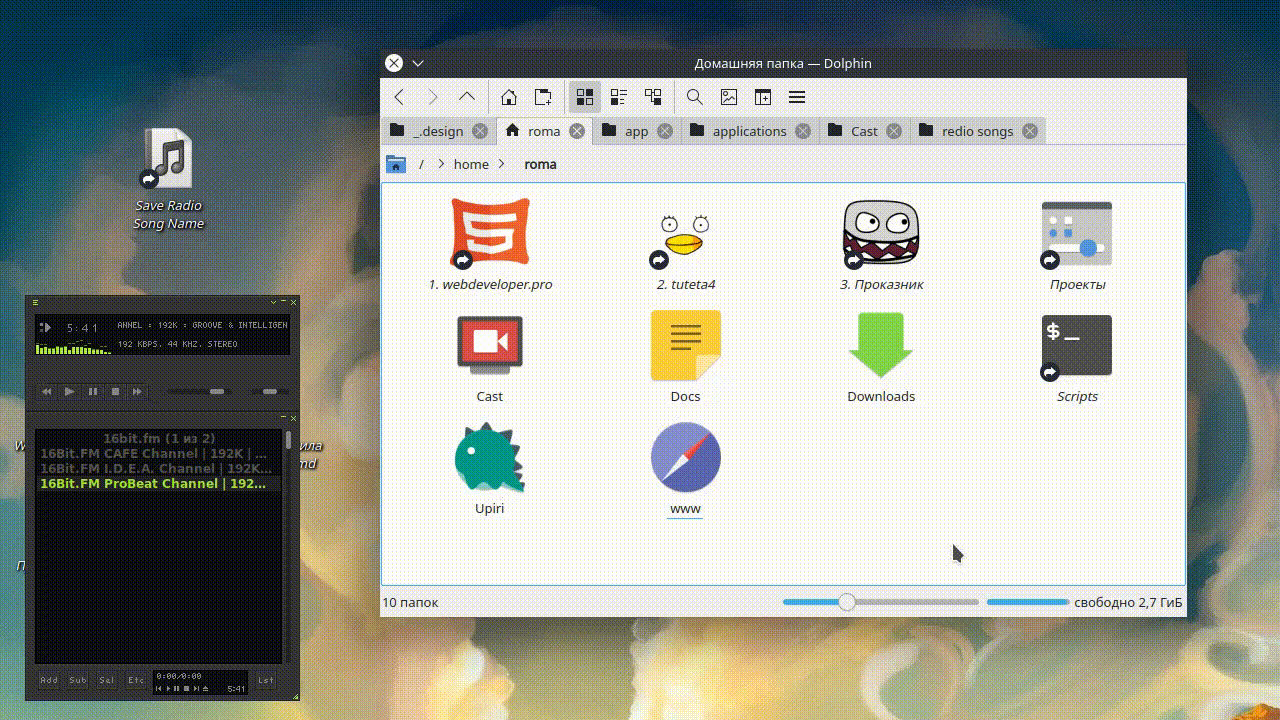 Домашняя папка — Dolphin
_.design
roma
app
applications
Cast
redio songs
/
home
roma
1. webdeveloper.pro
2. tuteta4
3. Проказник
Проекты
Cast
Docs
Downloads
$_
Scripts
Upiri
www
10 папок
свободно 2,7 ГиБ
Save Radio
Song Name
5:41
ANNEL : 192K : GROOVE & INTELLIGEN
192 KBPS. 44 KHZ. STEREO
16bit.fm (1 из 2)
16Bit.FM CAFE Channel | 192K | ...
16Bit.FM I.D.E.A. Channel | 192K...
16Bit.FM ProBeat Channel | 192...
Add
Sub
Sel
Etc
0:00/0:00
5:41
Lst